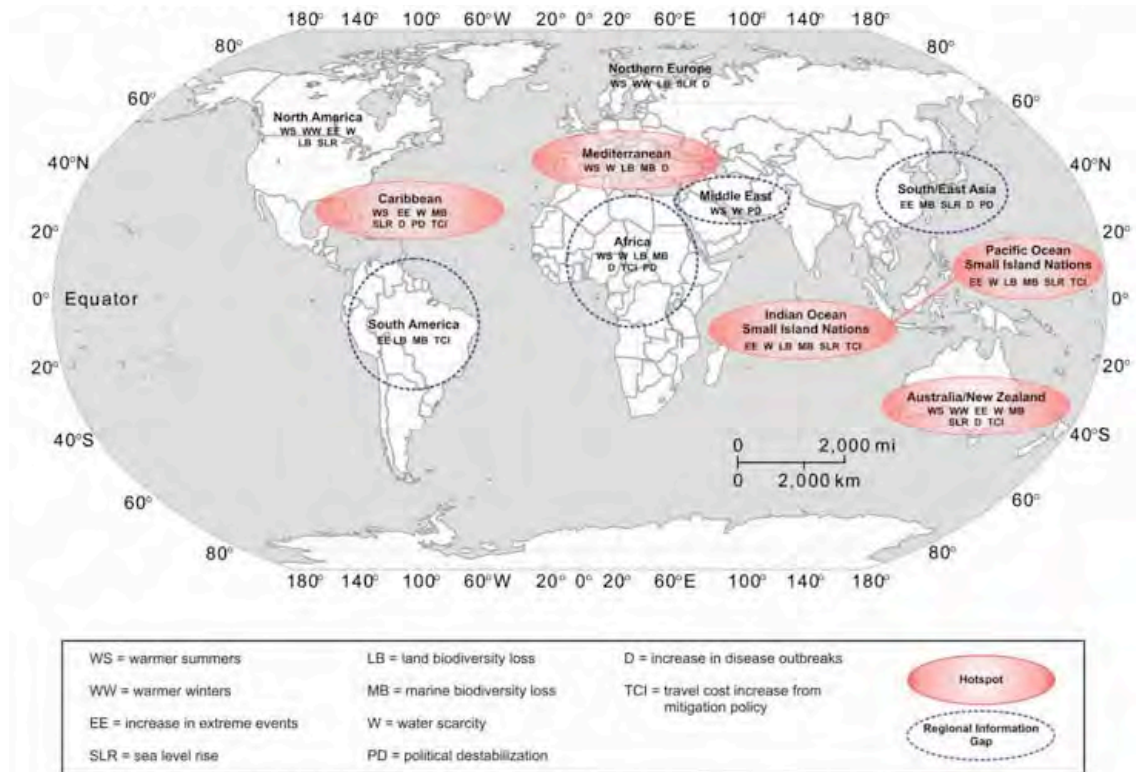 180° 140° 100° 60°W 20° 0° 20° 60°E 100° 140° 180°
80° 80°
60° 60°
40°N 40°N
20° 20°
0° Equator 0°
20° 20°
40°S 40°S
60° 60°
80° 80°
180° 140° 100° 60°W 20° 0° 20° 60°E 100° 140° 180°
Northern Europe
WS WW LB SLR D
North America
WS WW EE W
LB SLR
Mediterranean
WS W LB MB D
Middle East
WS W PD
South/East Asia
EE MB SLR D PD
Caribbean
WS EE W MB
SLR D PD TCI
Africa
WS W LB MB
D TCI PD
Pacific Ocean
Small Island Nations
EE W LB MB SLR TCI
South America
EE LB MB TCI
Indian Ocean
Small Island Nations
EE W LB MB SLR TCI
Australia/New Zealand
WS WW EE W MB
SLR D TCI
0 2,000 mi
0 2,000 km
WS = warmer summers
WW = warmer winters
EE = increase in extreme events
SLR = sea level rise
LB = land biodiversity loss
MB = marine biodiversity loss
W = water scarcity
PD = political destabilization
D = increase in disease outbreaks
TCI = travel cost increase from
mitigation policy
Hotspot
Regional Information
Gap